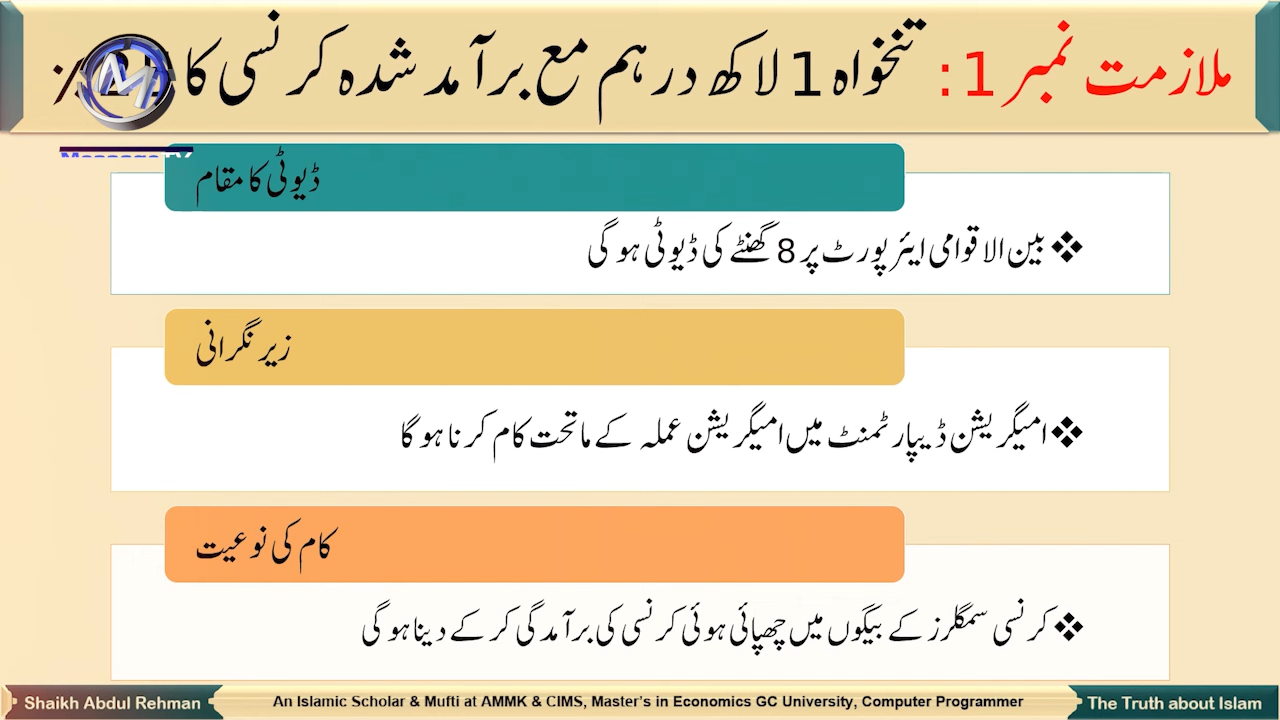 ملازمت نمبر 1: تنخواہ 1 لاکھ درہم مع برآمد شدہ کرنسی کا
ڈیوٹی کا مقام
❖ بین الاقوامی ایئرپورٹ پر 8 گھنٹے کی ڈیوٹی ہوگی
زیر نگرانی
❖ امیگریشن ڈیپارٹمنٹ میں امیگریشن عملہ کے ماتحت کام کرنا ہوگا
کام کی نوعیت
❖ کرنسی سمگلرز کے بیگوں میں چھپائی ہوئی کرنسی کی برآمدگی کر کے دینا ہوگی
Shaikh Abdul Rehman
An Islamic Scholar & Mufti at AMMK & CIMS, Master's in Economics GC University, Computer Programmer
The Truth about Islam